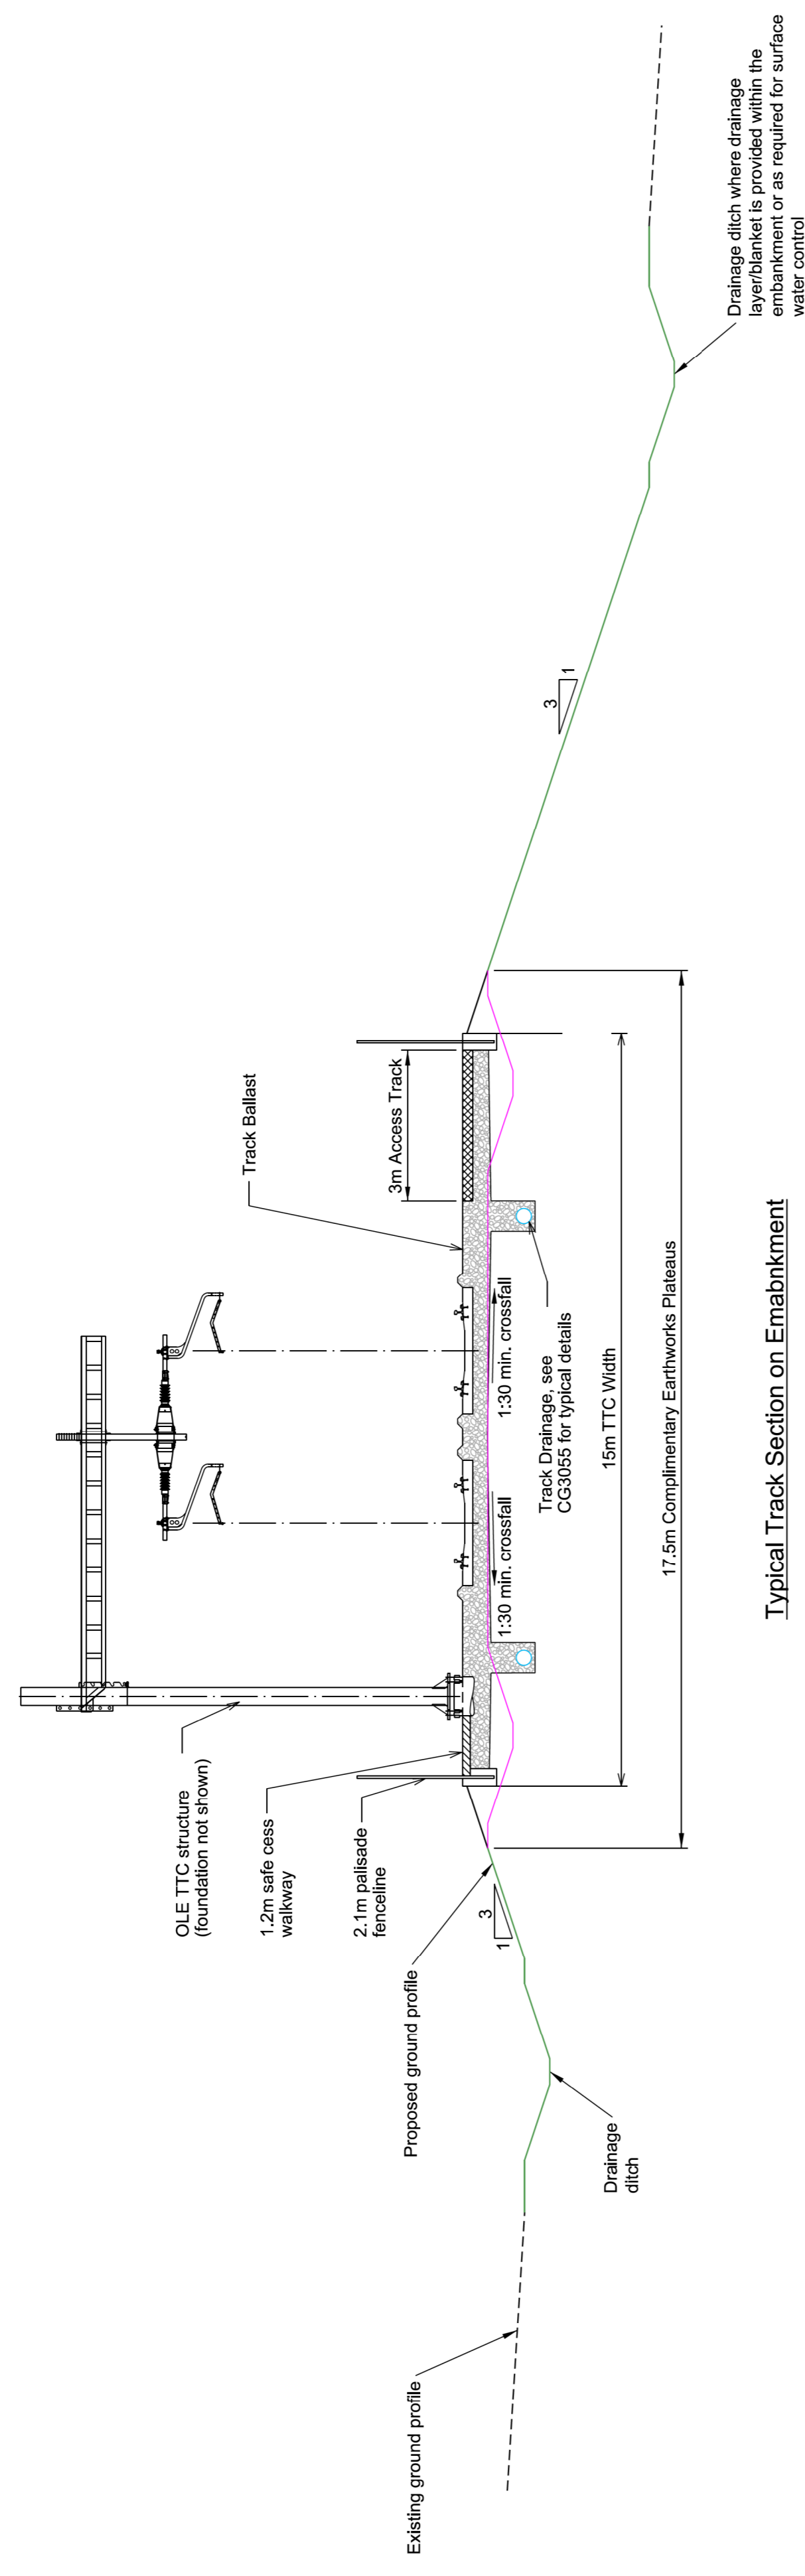 OLE TTC structure
(foundation not shown)
1.2m safe cess
walkway
2.1m palisade
fenceline
Proposed ground profile
Existing ground profile
Drainage
ditch
3
1
Track Ballast
3m Access Track
1:30 min. crossfall
1:30 min. crossfall
Track Drainage, see
CG3055 for typical details
15m TTC Width
17.5m Complimentary Earthworks Plateaus
3
1
Drainage ditch where drainage
layer/blanket is provided within the
embankment or as required for surface
water control
Typical Track Section on Emabnkment